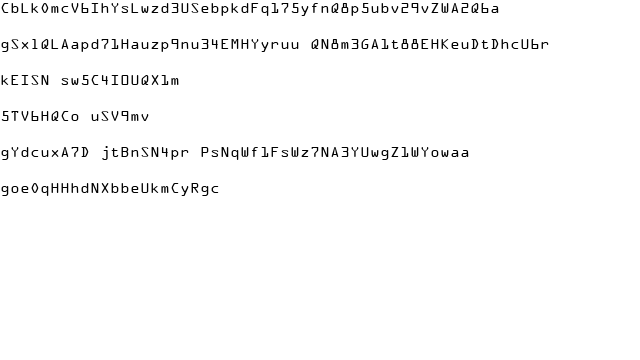 CbLk0mcV6IhYsLwzd3USebpkdFq175yfnQ8p5ubv29vZWA2Q6a
gSx1QLAapd71Hauzp9nu34EMHYyruu QN8m3GA1t88EHKeuDtDhcU6r
kEISN sw5C4IOUQX1m
5TV6HQCo uSV9mv
gYdcuxA7D jtBnSN4pr PsNqWf1FsWz7NA3YUwgZ1WYowaa
goe0qHHhdNXbbeUkmCyRgc